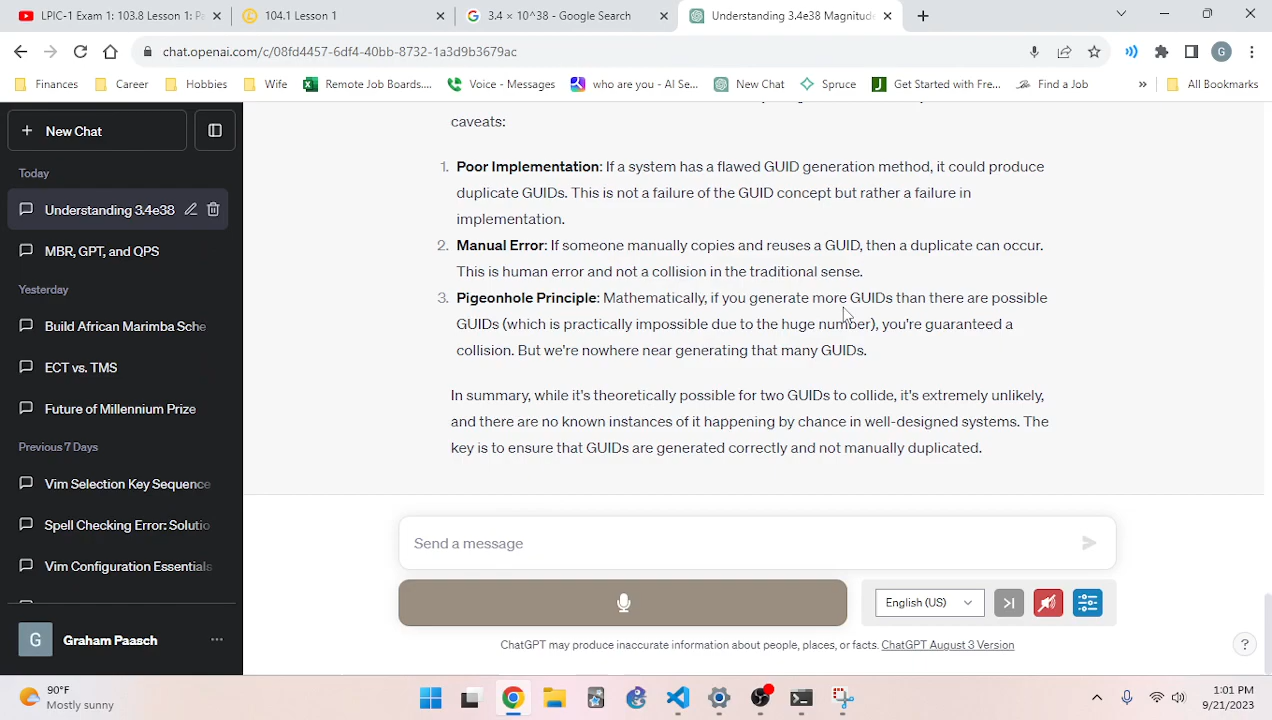 LPIC-1 Exam 1: 103.8 Lesson 1: Pa
104.1 Lesson 1
3.4 × 10^38 - Google Search
Understanding 3.4e38 Magnitude
chat.openai.com/c/08fd4457-6df4-40bb-8732-1a3d9b3679ac
G
Finances
Career
Hobbies
Wife
Remote Job Boards....
Voice - Messages
who are you - AI Se...
New Chat
Spruce
Get Started with Fre...
Find a Job
»
All Bookmarks
New Chat
Today
Understanding 3.4e38
MBR, GPT, and QPS
Yesterday
Build African Marimba Sche
ECT vs. TMS
Future of Millennium Prize
Previous 7 Days
Vim Selection Key Sequence
Spell Checking Error: Solutio
Vim Configuration Essentials
G
Graham Paasch
...
caveats:
1. Poor Implementation: If a system has a flawed GUID generation method, it could produce
duplicate GUIDs. This is not a failure of the GUID concept but rather a failure in
implementation.
2. Manual Error: If someone manually copies and reuses a GUID, then a duplicate can occur.
This is human error and not a collision in the traditional sense.
3. Pigeonhole Principle: Mathematically, if you generate more GUIDs than there are possible
GUIDs (which is practically impossible due to the huge number), you're guaranteed a
collision. But we're nowhere near generating that many GUIDs.
In summary, while it's theoretically possible for two GUIDs to collide, it's extremely unlikely,
and there are no known instances of it happening by chance in well-designed systems. The
key is to ensure that GUIDs are generated correctly and not manually duplicated.
Send a message
English (US)
ChatGPT may produce inaccurate information about people, places, or facts. ChatGPT August 3 Version
?
90°F
Mostly sunny
1:01 PM
9/21/2023